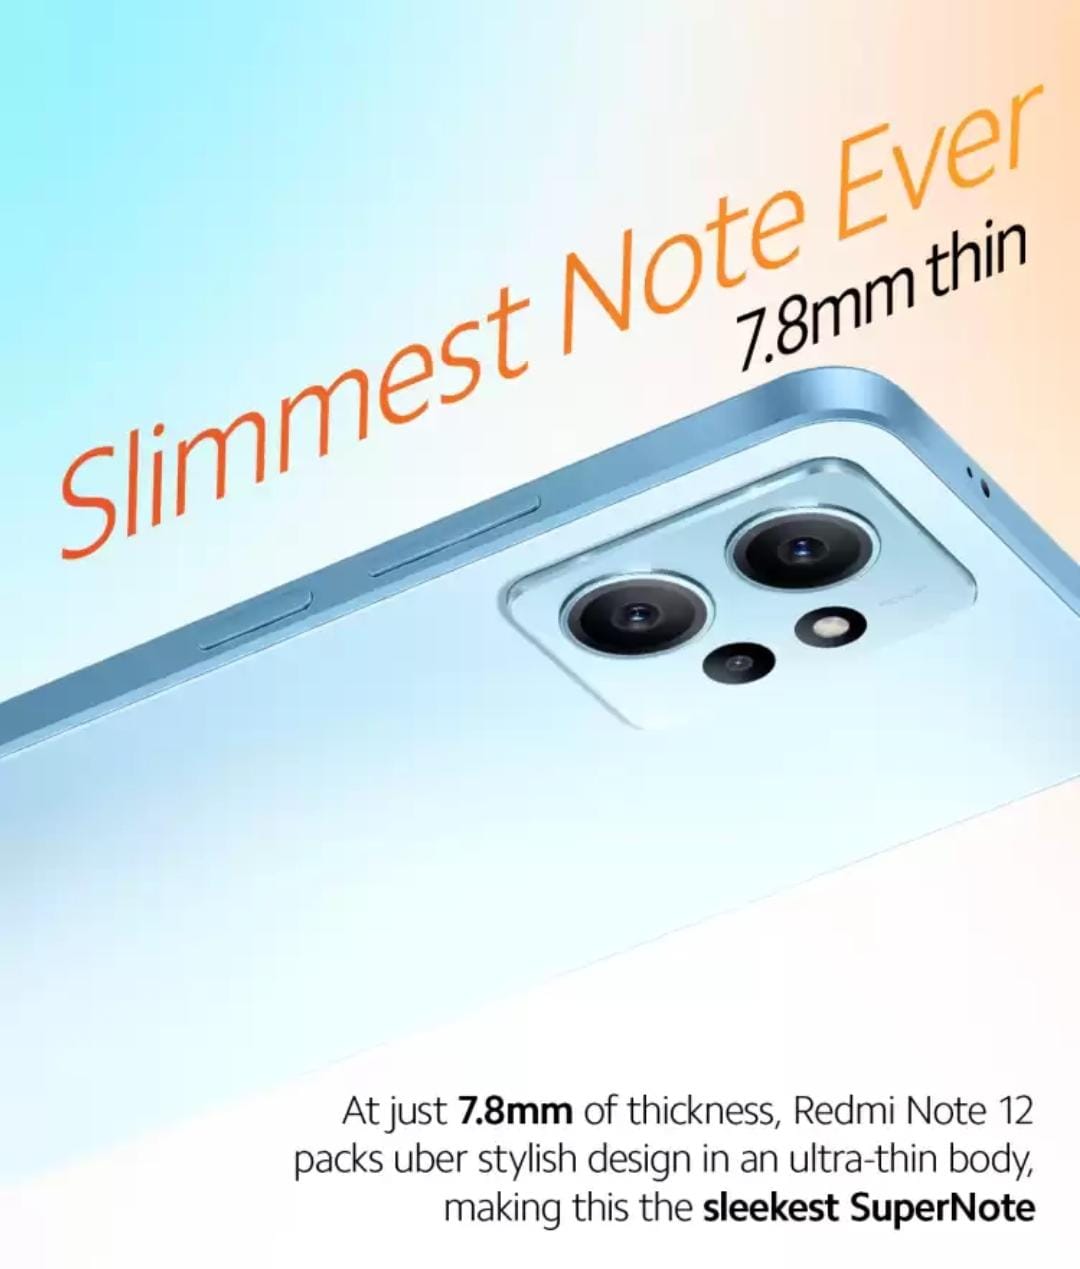 Slimmest Note Ever
7.8mm thin
At just 7.8mm of thickness, Redmi Note 12
packs uber stylish design in an ultra-thin body,
making this the sleekest SuperNote